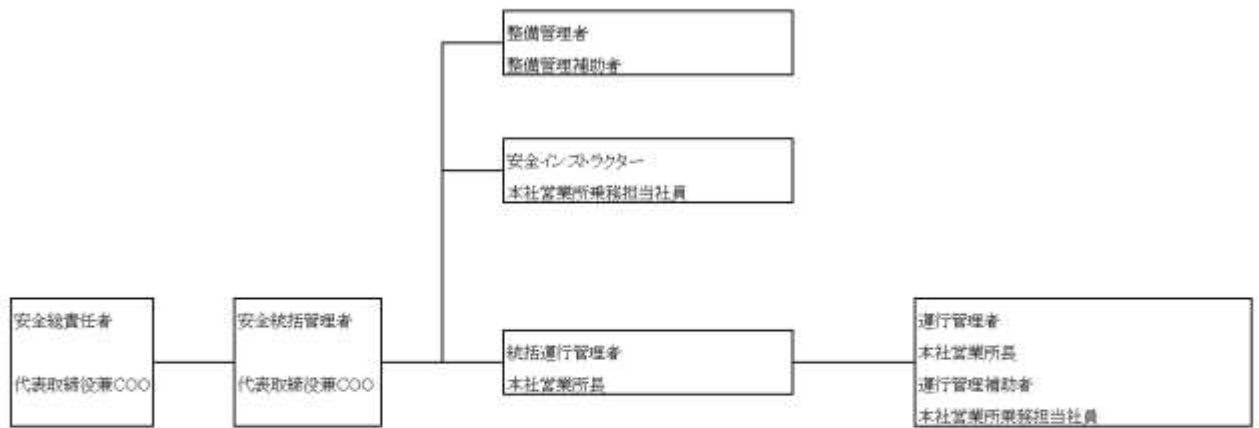 整備管理者
整備管理補助者
安全インストラクター
本社営業所乗務担当社員
安全総責任者
代表取締役兼COO
安全統括管理者
代表取締役兼COO
統括運行管理者
本社営業所長
運行管理者
本社営業所長
運行管理補助者
本社営業所乗務担当社員